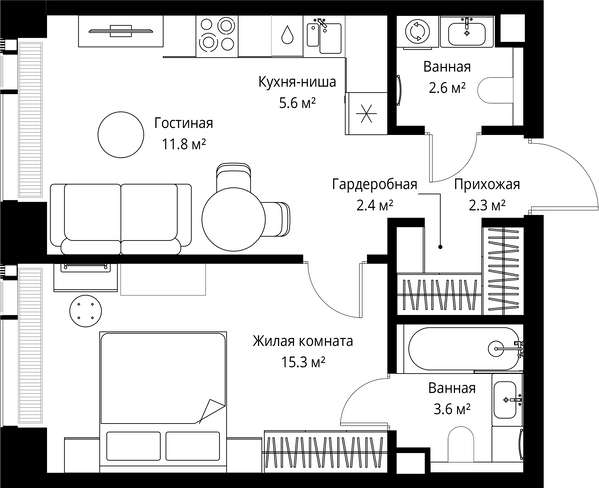 Кухня-ниша
5.6 м²
Ванная
2.6 м²
Гостиная
11.8 м²
Гардеробная
2.4 м²
Прихожая
2.3 м²
Жилая комната
15.3 м²
Ванная
3.6 м²